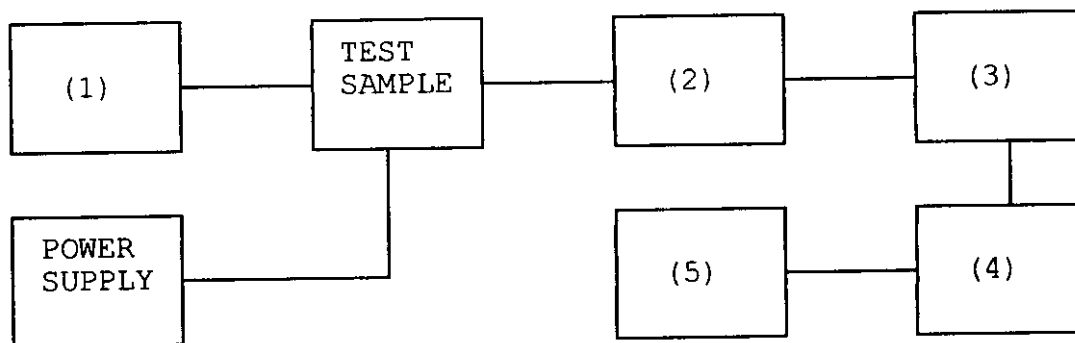 (1)
TEST
SAMPLE
(2)
(3)
POWER
SUPPLY
(5)
(4)